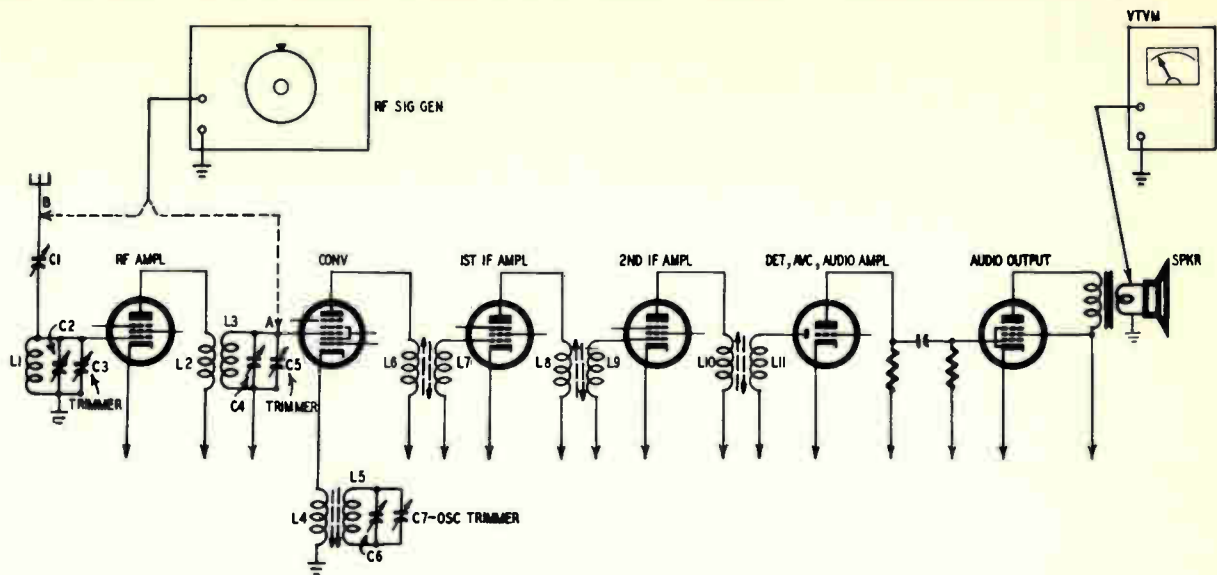 VTVM
RF SIG GEN
B
C1
RF AMPL
CONV
1ST IF AMPL
2ND IF AMPL
DET, AVC, AUDIO AMPL
AUDIO OUTPUT
SPKR
C2
L3
A
L1
C3
L2
C5
L6
L7
L8
L9
L10
L11
TRIMMER
C4
TRIMMER
L5
L4
C7-OSC TRIMMER
C6